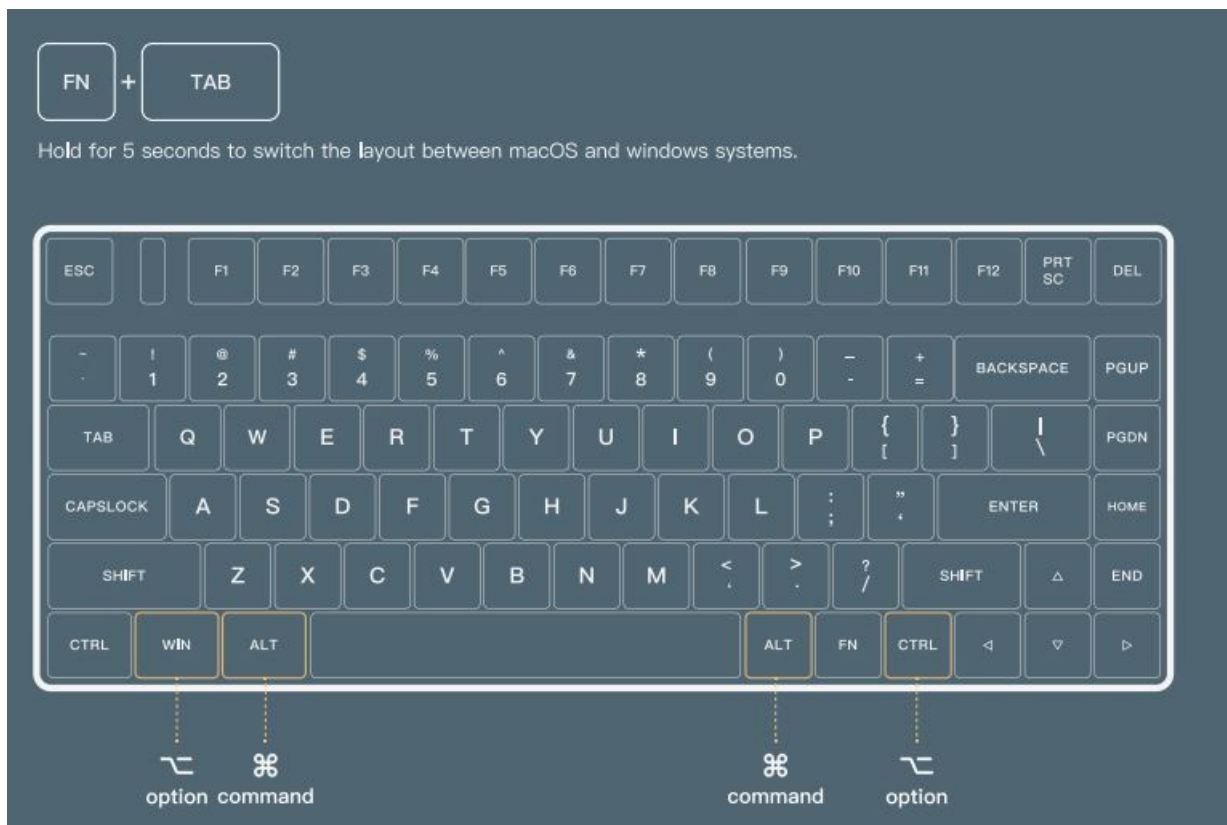 FN + TAB
Hold for 5 seconds to switch the layout between macOS and windows systems.
ESC F1 F2 F3 F4 F5 F6 F7 F8 F9 F10 F11 F12 PRT SC DEL
~ ! @ # $ % ^ & * ( ) — +
· 1 2 3 4 5 6 7 8 9 0 - = BACKSPACE PGUP
TAB Q W E R T Y U I O P { [ } ] | \ PGDN
CAPSLOCK A S D F G H J K L : ; ” ‘ ENTER HOME
SHIFT Z X C V B N M < . > . ? / SHIFT △ END
CTRL WIN ALT ALT FN CTRL ◁ ▽ ▷
⌥ ⌘ ⌘ ⌥
option command command option